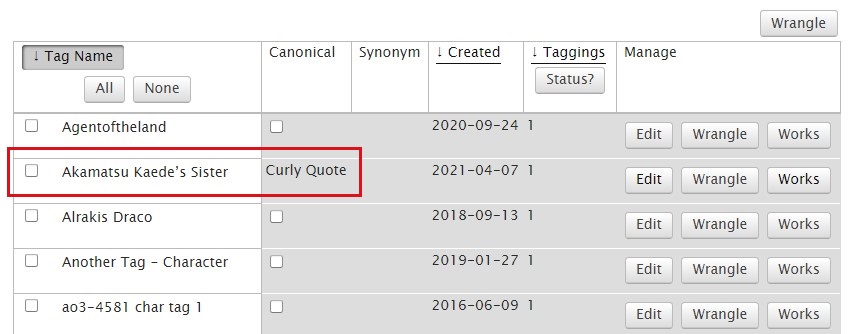 Wrangle
↓ Tag Name Canonical Synonym ↓ Created ↓ Taggings Manage
All None Status?
Agentoftheland 2020-09-24 1 Edit Wrangle Works
Akamatsu Kaede’s Sister Curly Quote 2021-04-07 1 Edit Wrangle Works
Alrakis Draco 2018-09-13 1 Edit Wrangle Works
Another Tag - Character 2019-01-27 1 Edit Wrangle Works
ao3-4581 char tag 1 2016-06-09 1 Edit Wrangle Works